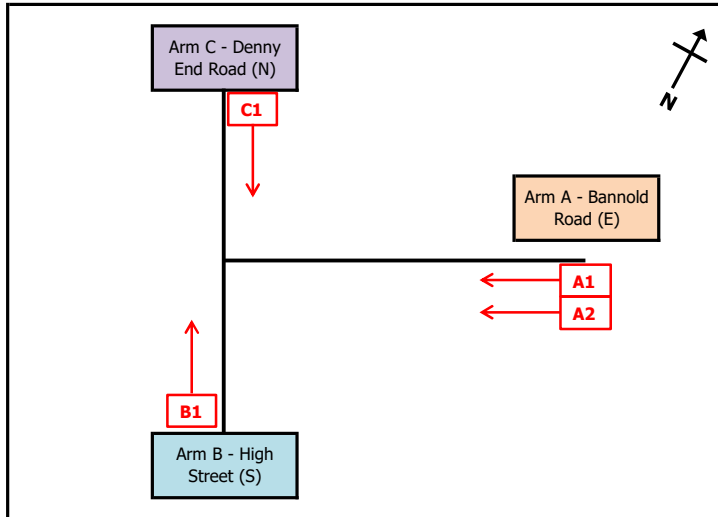 Arm C - Denny
End Road (N)
C1
N
Arm A - Bannold
Road (E)
A1
A2
B1
Arm B - High
Street (S)